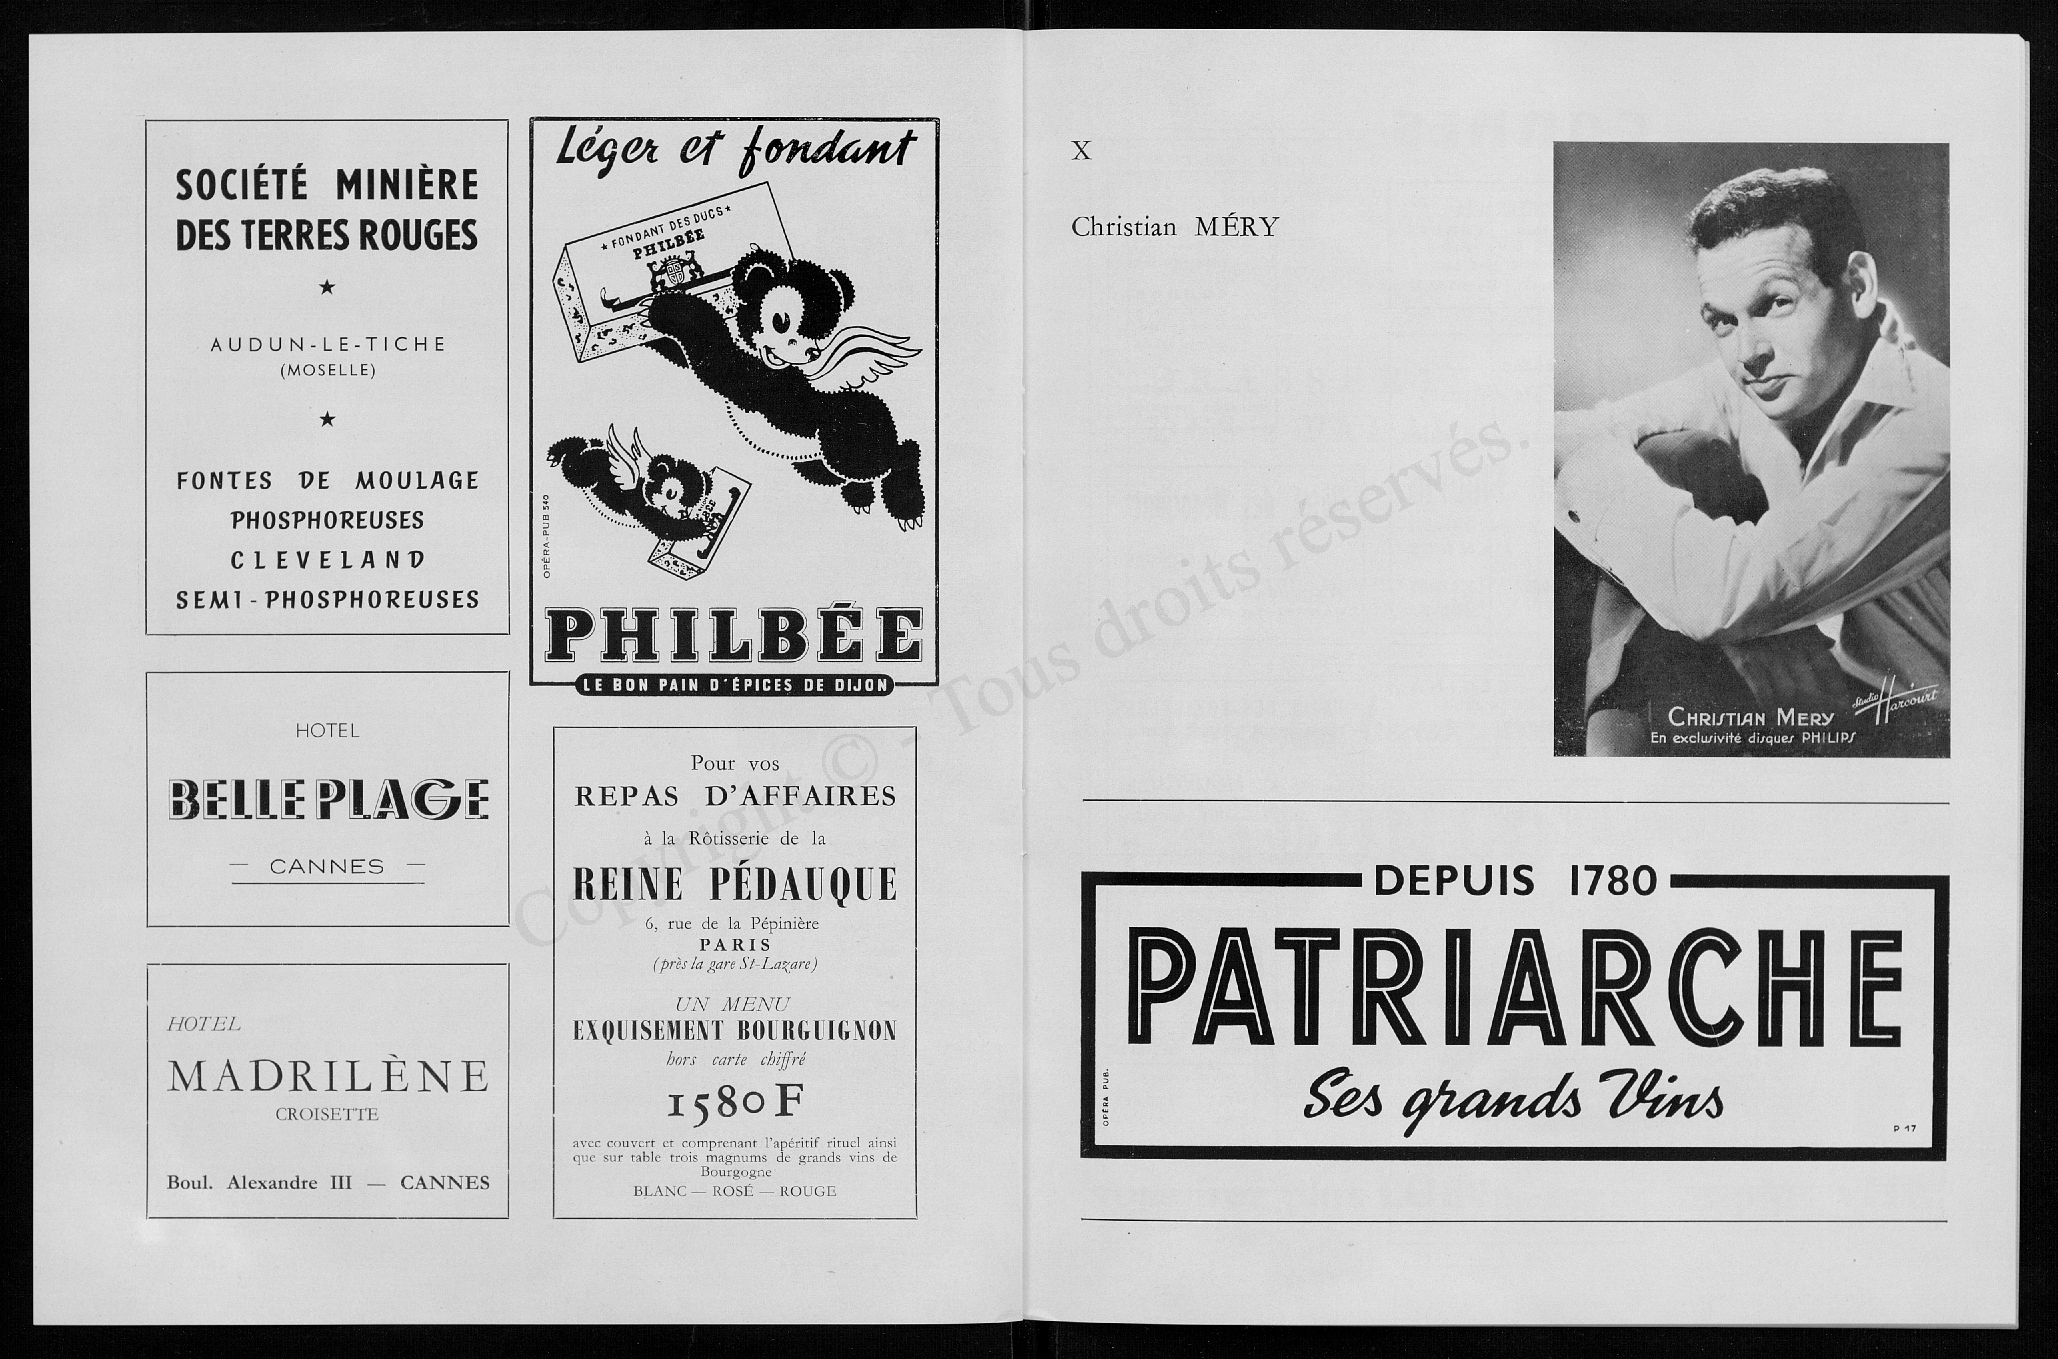 SOCIÉTÉ MINIÈRE
DES TERRES ROUGES
AUDUN-LE-TICHE
(MOSELLE)
FONTES DE MOULAGE
PHOSPHOREUSES
CLEVELAND
SEMI-PHOSPHOREUSES
HOTEL
BELLE PLAGE
— CANNES —
HOTEL
MADRILÈNE
CROISETTE
Boul. Alexandre III — CANNES
Léger et fondant
★ FONDANT DES DUCS ★
PHILBÉE
OPÉRA-PUB 540
PHILBÉE
LE BON PAIN D'ÉPICES DE DIJON
Pour vos
REPAS D'AFFAIRES
à la Rôtisserie de la
REINE PÉDAUQUE
6, rue de la Pépinière
PARIS
(près la gare St-Lazare)
UN MENU
EXQUISEMENT BOURGUIGNON
hors carte chiffré
1580 F
avec couvert et comprenant l'apéritif rituel ainsi
que sur table trois magnums de grands vins de
Bourgogne
BLANC — ROSÉ — ROUGE
X
Christian MÉRY
CHRISTIAN MERY
En exclusivité disques PHILIPS
Studio Harcourt
DEPUIS 1780
PATRIARCHE
Ses grands Vins
OPÉRA PUB.
P 17
Copyright © - Tous droits réservés.